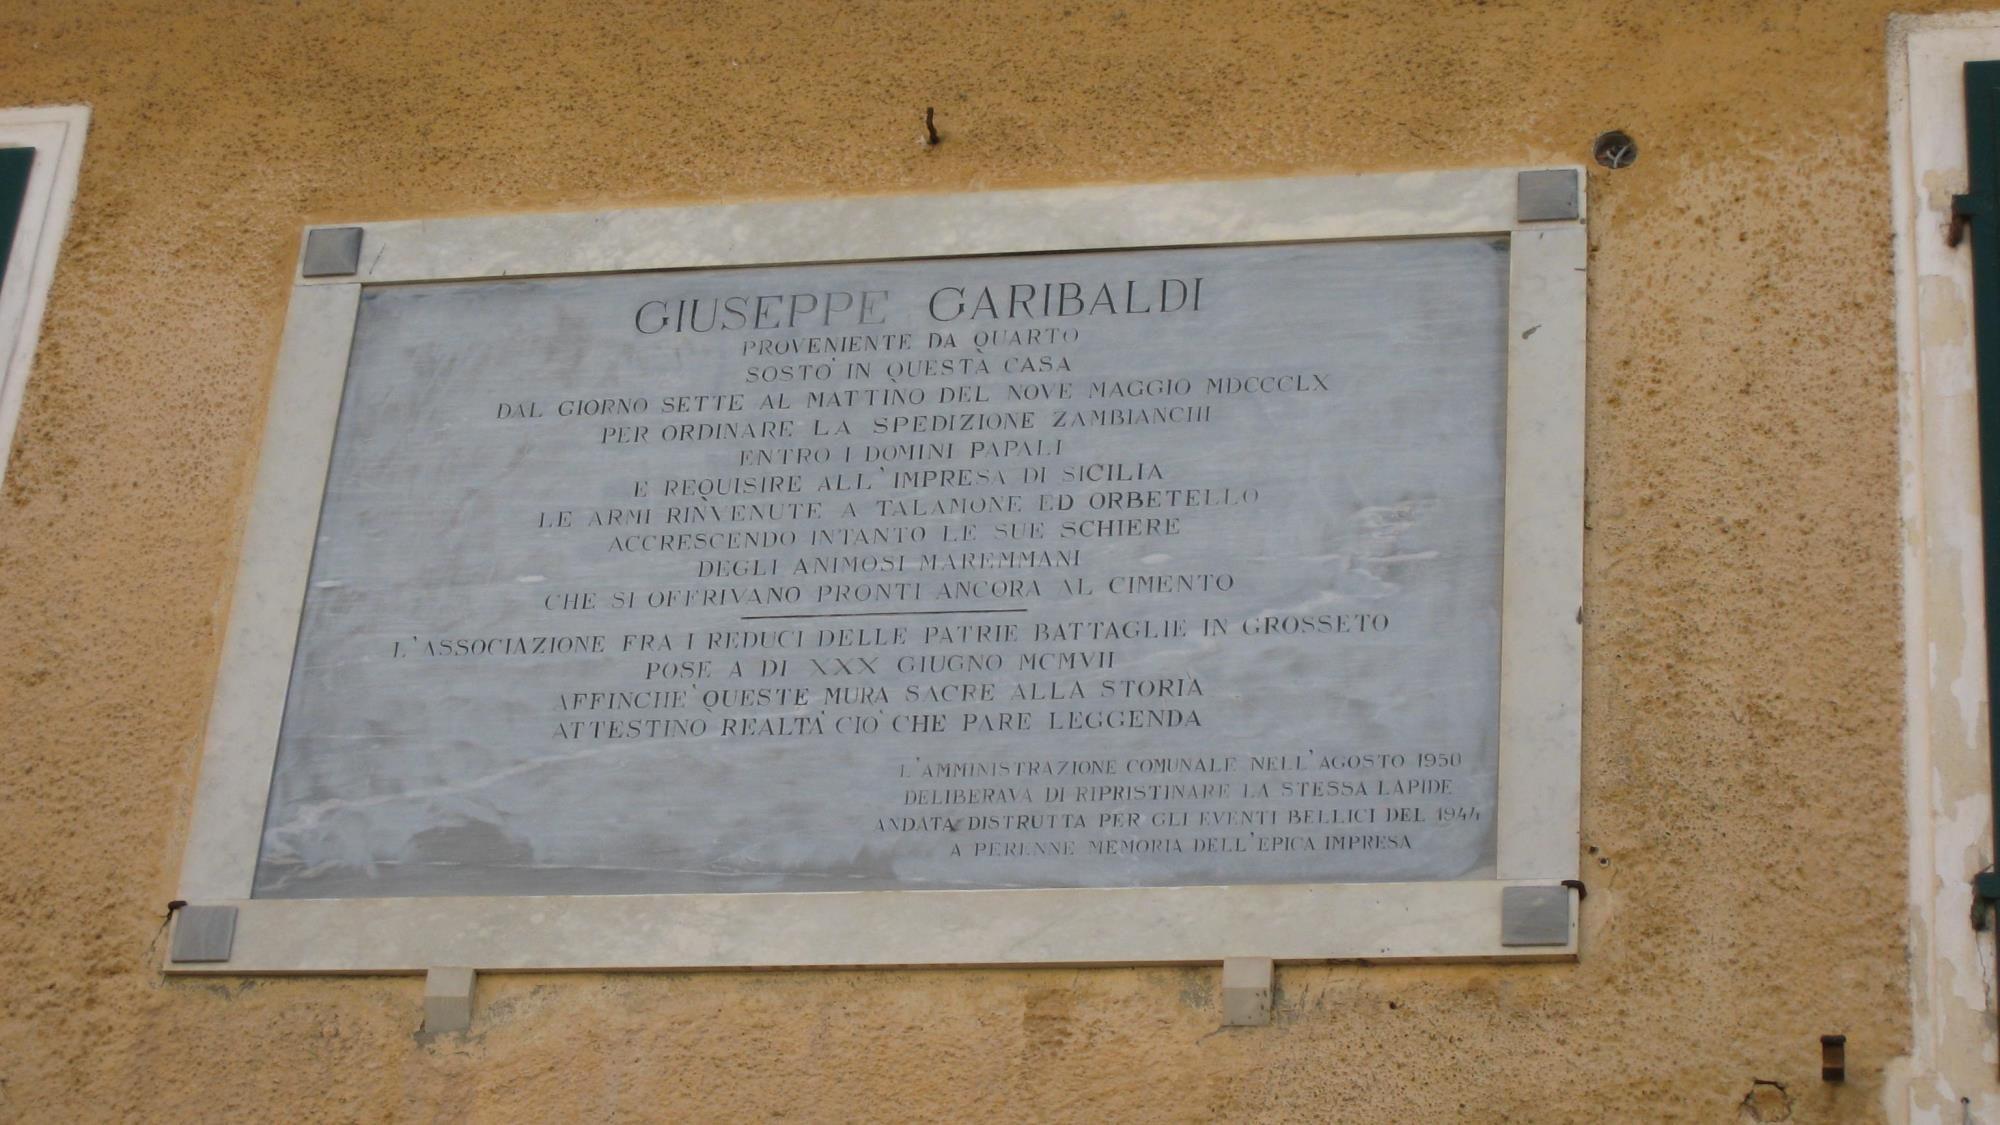 GIUSEPPE GARIBALDI
PROVENIENTE DA QUARTO
SOSTO' IN QUESTA CASA
DAL GIORNO SETTE AL MATTINO DEL NOVE MAGGIO MDCCCLX
PER ORDINARE LA SPEDIZIONE ZAMBIANCHI
ENTRO I DOMINI PAPALI
E REQUISIRE ALL'IMPRESA DI SICILIA
LE ARMI RINVENUTE A TALAMONE ED ORBETELLO
ACCRESCENDO INTANTO LE SUE SCHIERE
DEGLI ANIMOSI MAREMMANI
CHE SI OFFRIVANO PRONTI ANCORA AL CIMENTO
L'ASSOCIAZIONE FRA I REDUCI DELLE PATRIE BATTAGLIE IN GROSSETO
POSE A DI XXX GIUGNO MCMVII
AFFINCHE' QUESTE MURA SACRE ALLA STORIA
ATTESTINO REALTA' CIO' CHE PARE LEGGENDA
L'AMMINISTRAZIONE COMUNALE NELL'AGOSTO 1950
DELIBERAVA DI RIPRISTINARE LA STESSA LAPIDE
ANDATA DISTRUTTA PER GLI EVENTI BELLICI DEL 1944
A PERENNE MEMORIA DELL'EPICA IMPRESA